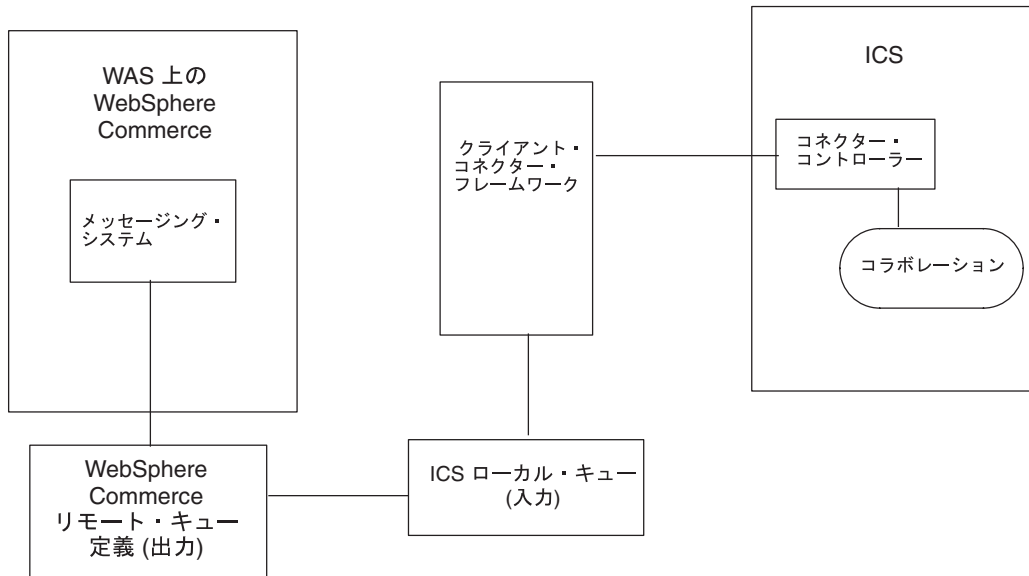 WAS 上の
WebSphere
Commerce
メッセージング・
システム
WebSphere
Commerce
リモート・キュー
定義 (出力)
ICS ローカル・キュー
(入力)
クライアント・
コネクター・
フレームワーク
ICS
コネクター・
コントローラー
コラボレーション